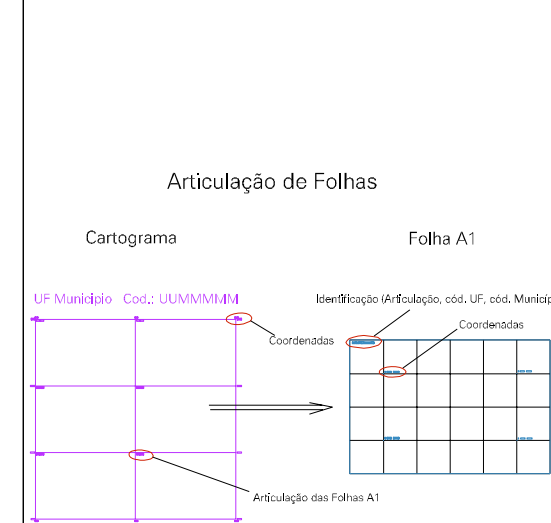 Articulação de Folhas
Cartograma
Folha A1
UF Municipio Cod.: UUMMMMM
Identificação (Articulação, cód. UF, cód. Municíp
Coordenadas
Coordenadas
Articulação das Folhas A1